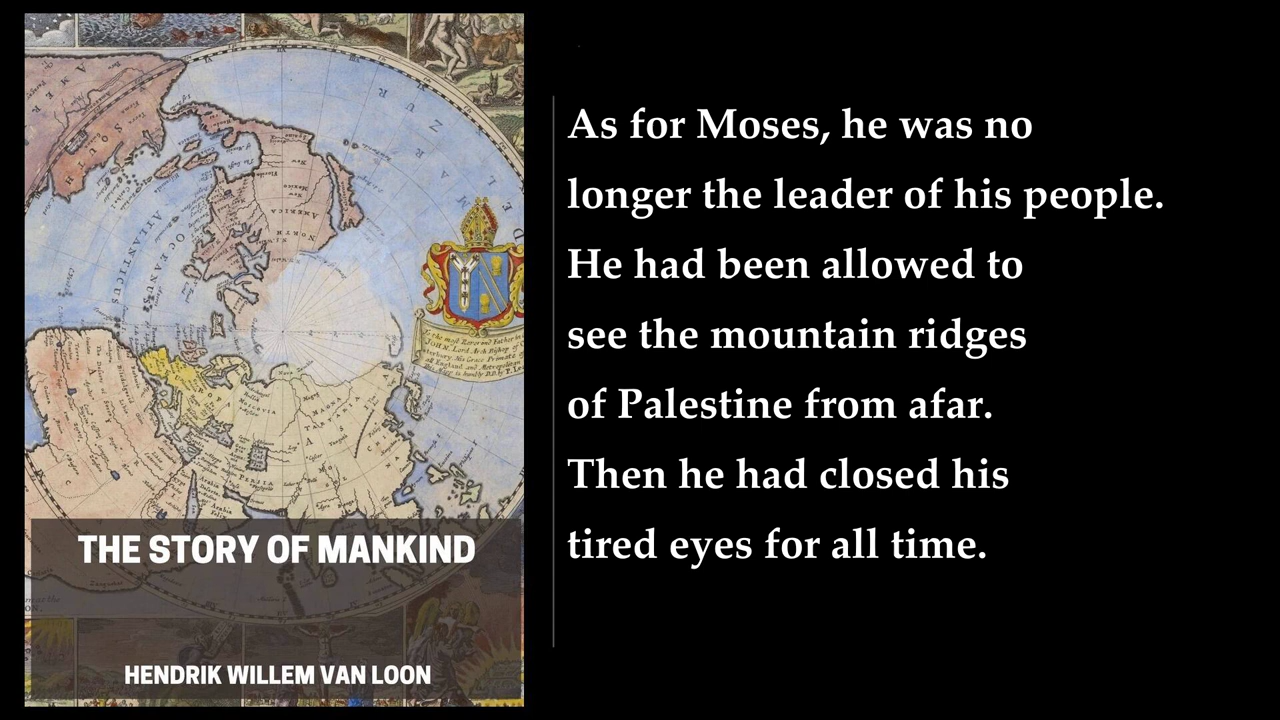 As for Moses, he was no
longer the leader of his people.
He had been allowed to
see the mountain ridges
of Palestine from afar.
Then he had closed his
tired eyes for all time.
THE STORY OF MANKIND
HENDRIK WILLEM VAN LOON